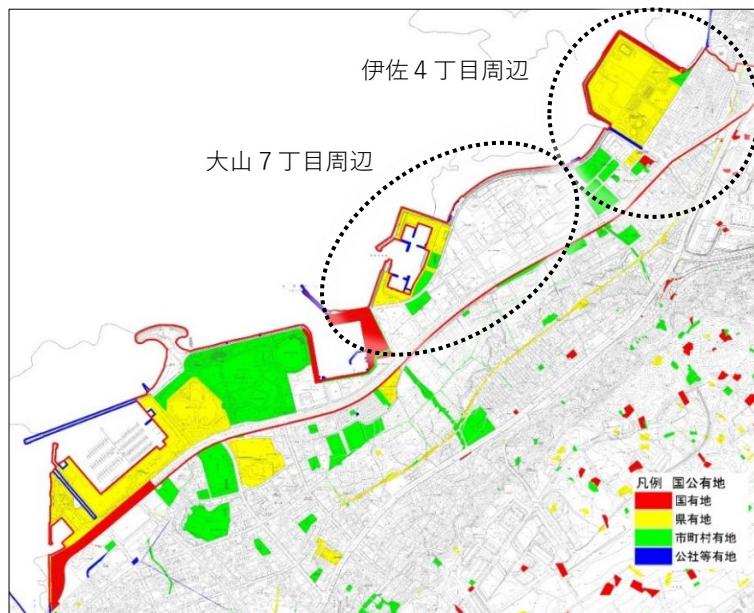 伊佐４丁目周辺
大山７丁目周辺
凡例 国公有地
国有地
県有地
市町村有地
公社等有地